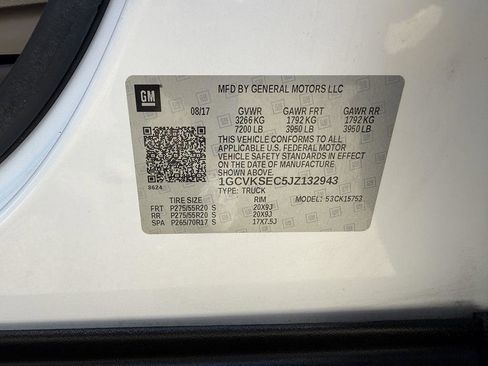 GM
MFD BY GENERAL MOTORS LLC
08/17 GVWR GAWR FRT GAWR RR
3266 KG 1792 KG 1792 KG
7200 LB 3950 LB 3950 LB
THIS VEHICLE CONFORMS TO ALL
APPLICABLE U.S. FEDERAL MOTOR
VEHICLE SAFETY STANDARDS IN EFFECT
ON THE DATE OF MANUFACTURE
SHOWN ABOVE.
1GCVKSEC5JZ132943
8624
TYPE: TRUCK
TIRE SIZE RIM MODEL: 53CK15753
FRT P275/55R20 S 20X9J
RR P275/55R20 S 20X9J
SPA P265/70R17 S 17X7.5J